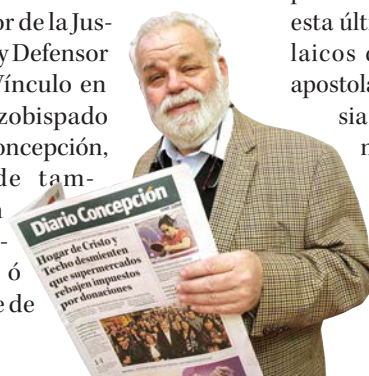 or de la Jus-
y Defensor
Vínculo en
zobispado
oncepción,
de tam-
ó
e de
esta últi
laicos
apostola
sia
Diario Concepción
Hogar de Cristo y
Techo desmienten
que supermercados
rebajen impuestos
por donaciones